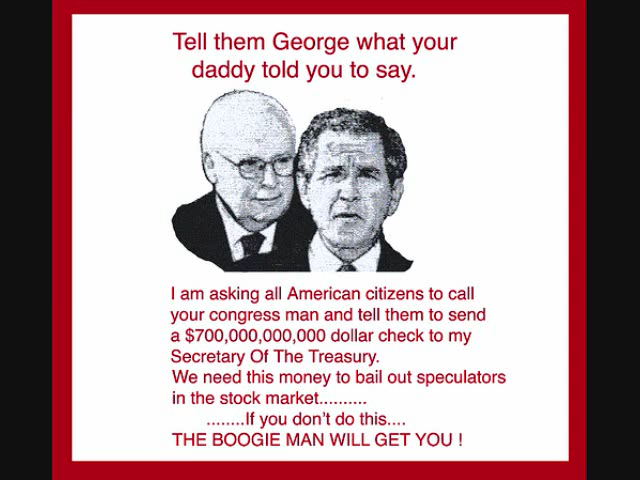 Tell them George what your
daddy told you to say.
I am asking all American citizens to call
your congress man and tell them to send
a $700,000,000,000 dollar check to my
Secretary Of The Treasury.
We need this money to bail out speculators
in the stock market..........
........If you don't do this....
THE BOOGIE MAN WILL GET YOU !